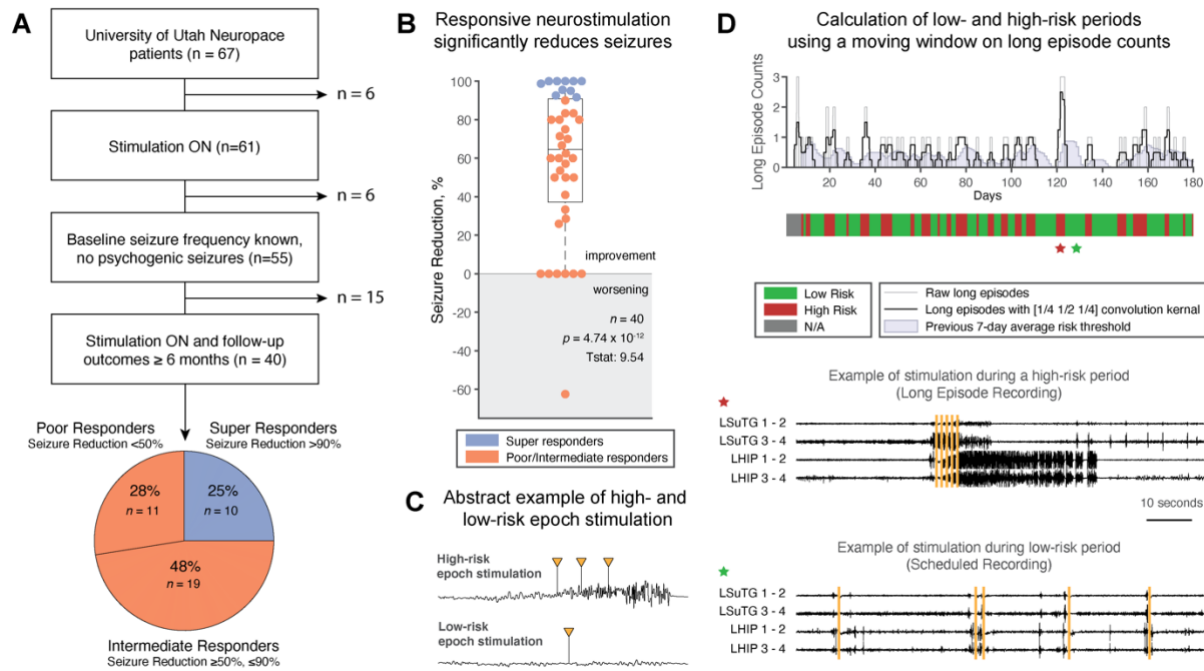 A
University of Utah Neuropace
patients (n = 67)
n = 6
Stimulation ON (n=61)
n = 6
Baseline seizure frequency known,
no psychogenic seizures (n=55)
n = 15
Stimulation ON and follow-up
outcomes ≥ 6 months (n = 40)
Poor Responders
Seizure Reduction <50%
Super Responders
Seizure Reduction >90%
28%
n = 11
25%
n = 10
48%
n = 19
Intermediate Responders
Seizure Reduction ≥50%, ≤90%
B
Responsive neurostimulation
significantly reduces seizures
Seizure Reduction, %
100
80
60
40
20
0
-20
-40
-60
improvement
worsening
n = 40
p = 4.74 x 10⁻¹²
Tstat: 9.54
Super responders
Poor/Intermediate responders
C
Abstract example of high- and
low-risk epoch stimulation
High-risk
epoch stimulation
Low-risk
epoch stimulation
D
Calculation of low- and high-risk periods
using a moving window on long episode counts
Long Episode Counts
3
2
1
0
20 40 60 80 100 120 140 160 180
Days
Low Risk
High Risk
N/A
Raw long episodes
Long episodes with [1/4 1/2 1/4] convolution kernal
Previous 7-day average risk threshold
Example of stimulation during a high-risk period
(Long Episode Recording)
LSuTG 1 - 2
LSuTG 3 - 4
LHIP 1 - 2
LHIP 3 - 4
10 seconds
Example of stimulation during low-risk period
(Scheduled Recording)
LSuTG 1 - 2
LSuTG 3 - 4
LHIP 1 - 2
LHIP 3 - 4